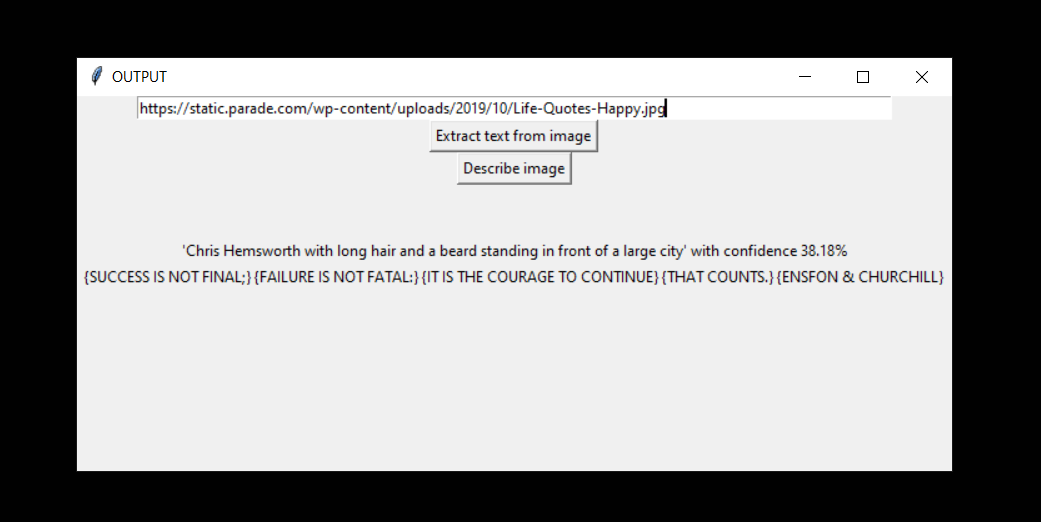 OUTPUT
https://static.parade.com/wp-content/uploads/2019/10/Life-Quotes-Happy.jpg
Extract text from image
Describe image
'Chris Hemsworth with long hair and a beard standing in front of a large city' with confidence 38.18%
{SUCCESS IS NOT FINAL;} {FAILURE IS NOT FATAL:} {IT IS THE COURAGE TO CONTINUE} {THAT COUNTS.} {ENSFON & CHURCHILL}